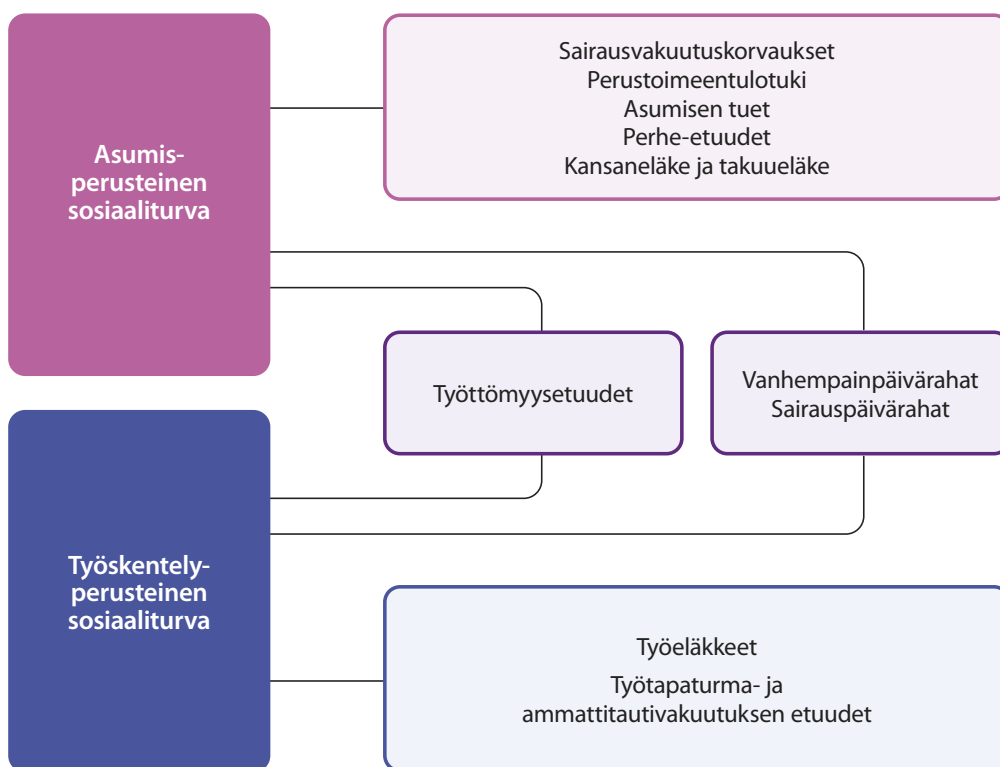 Asumis-
perusteinen
sosiaaliturva
Sairausvakuutuskorvaukset
Perustoimeentulotuki
Asumisen tuet
Perhe-etuudet
Kansaneläke ja takuueläke
Työttömyysetuudet
Vanhempainpäivärahat
Sairauspäivärahat
Työskentely-
perusteinen
sosiaaliturva
Työeläkkeet
Työtapaturma- ja
ammattitautivakuutuksen etuudet